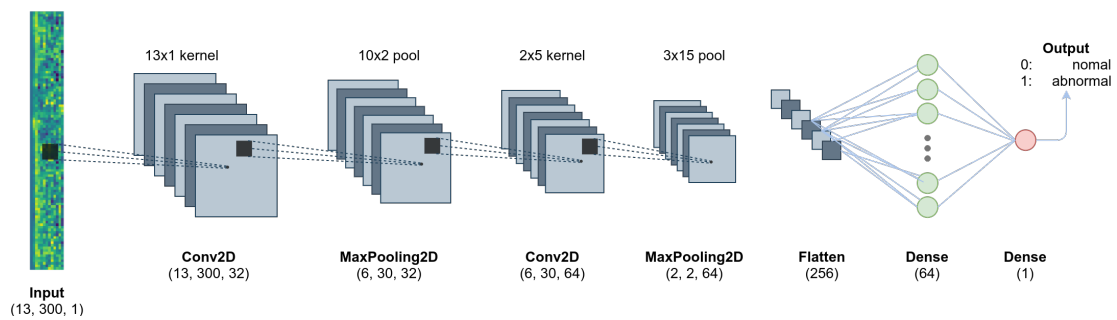 13x1 kernel
10x2 pool
2x5 kernel
3x15 pool
Output
0: nomal
1: abnormal
Input
(13, 300, 1)
Conv2D
(13, 300, 32)
MaxPooling2D
(6, 30, 32)
Conv2D
(6, 30, 64)
MaxPooling2D
(2, 2, 64)
Flatten
(256)
Dense
(64)
Dense
(1)